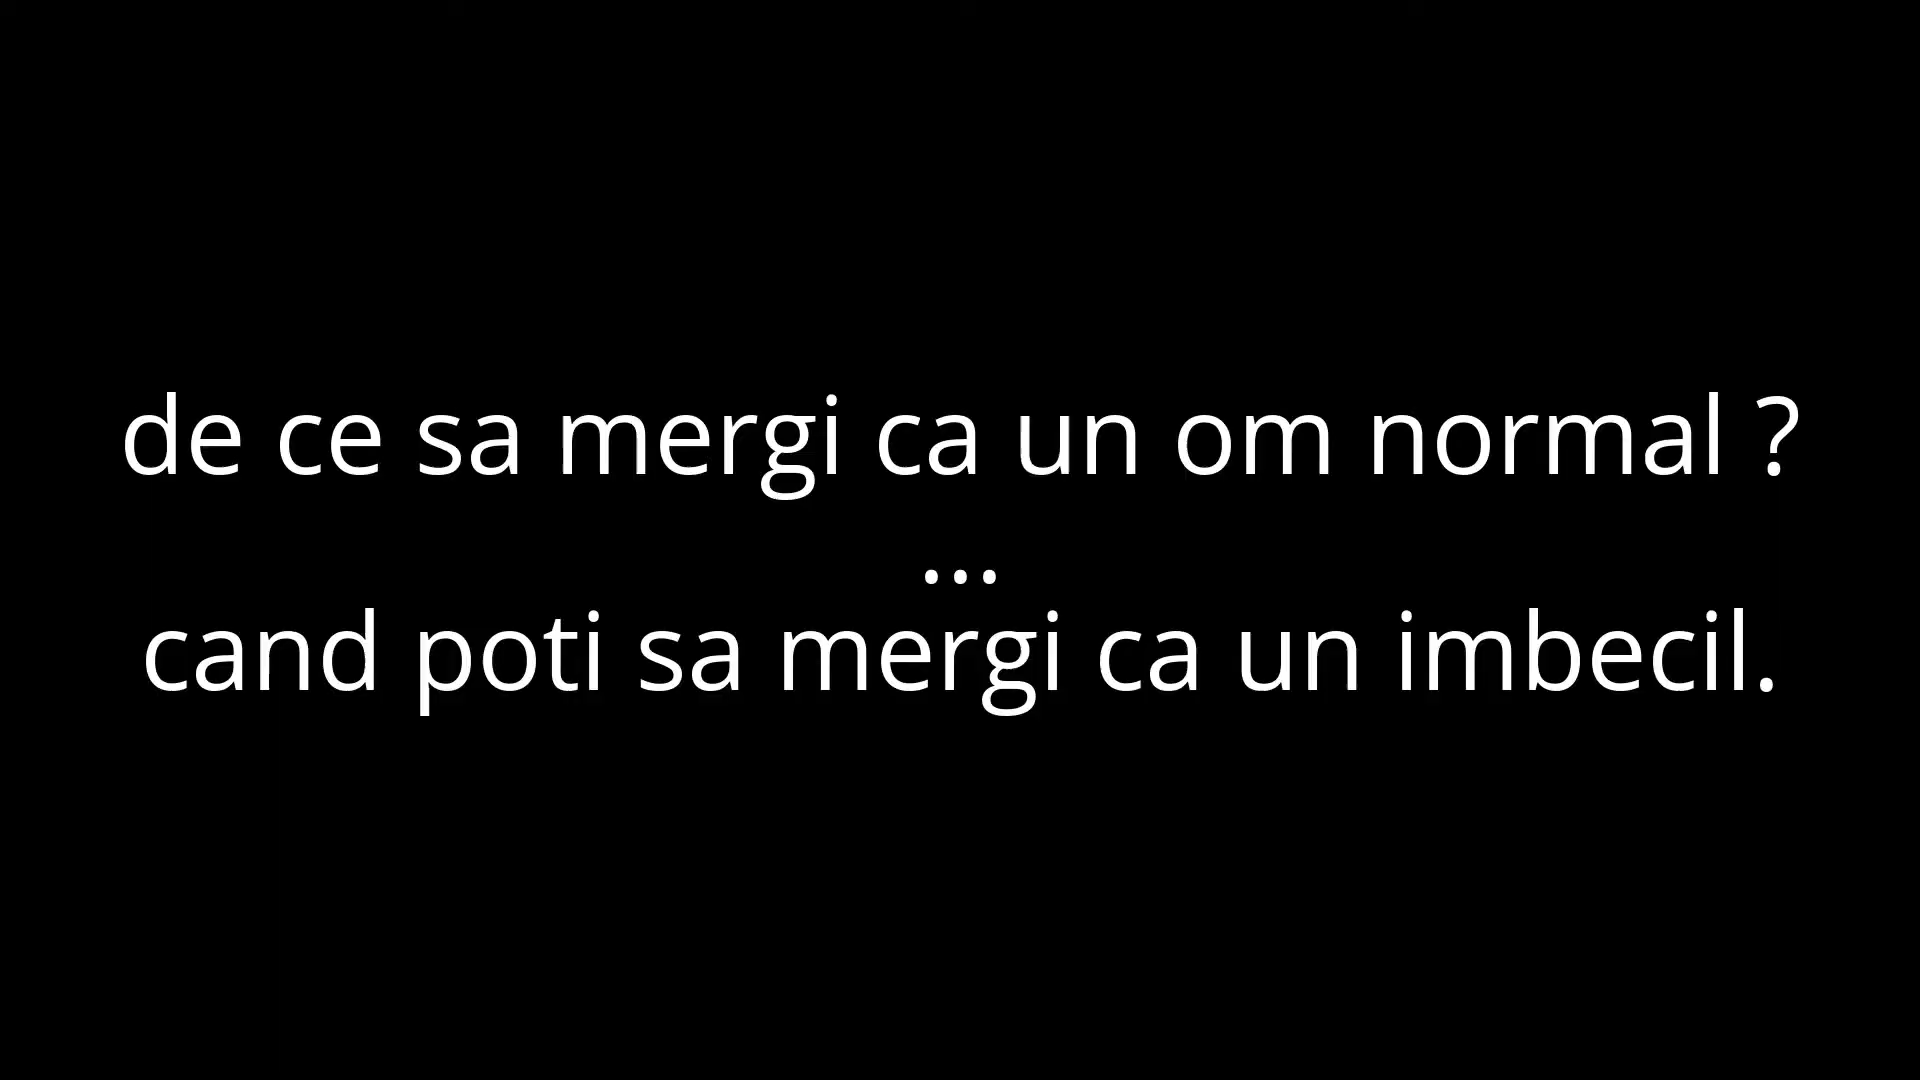 de ce sa mergi ca un om normal ?
...
cand poti sa mergi ca un imbecil.